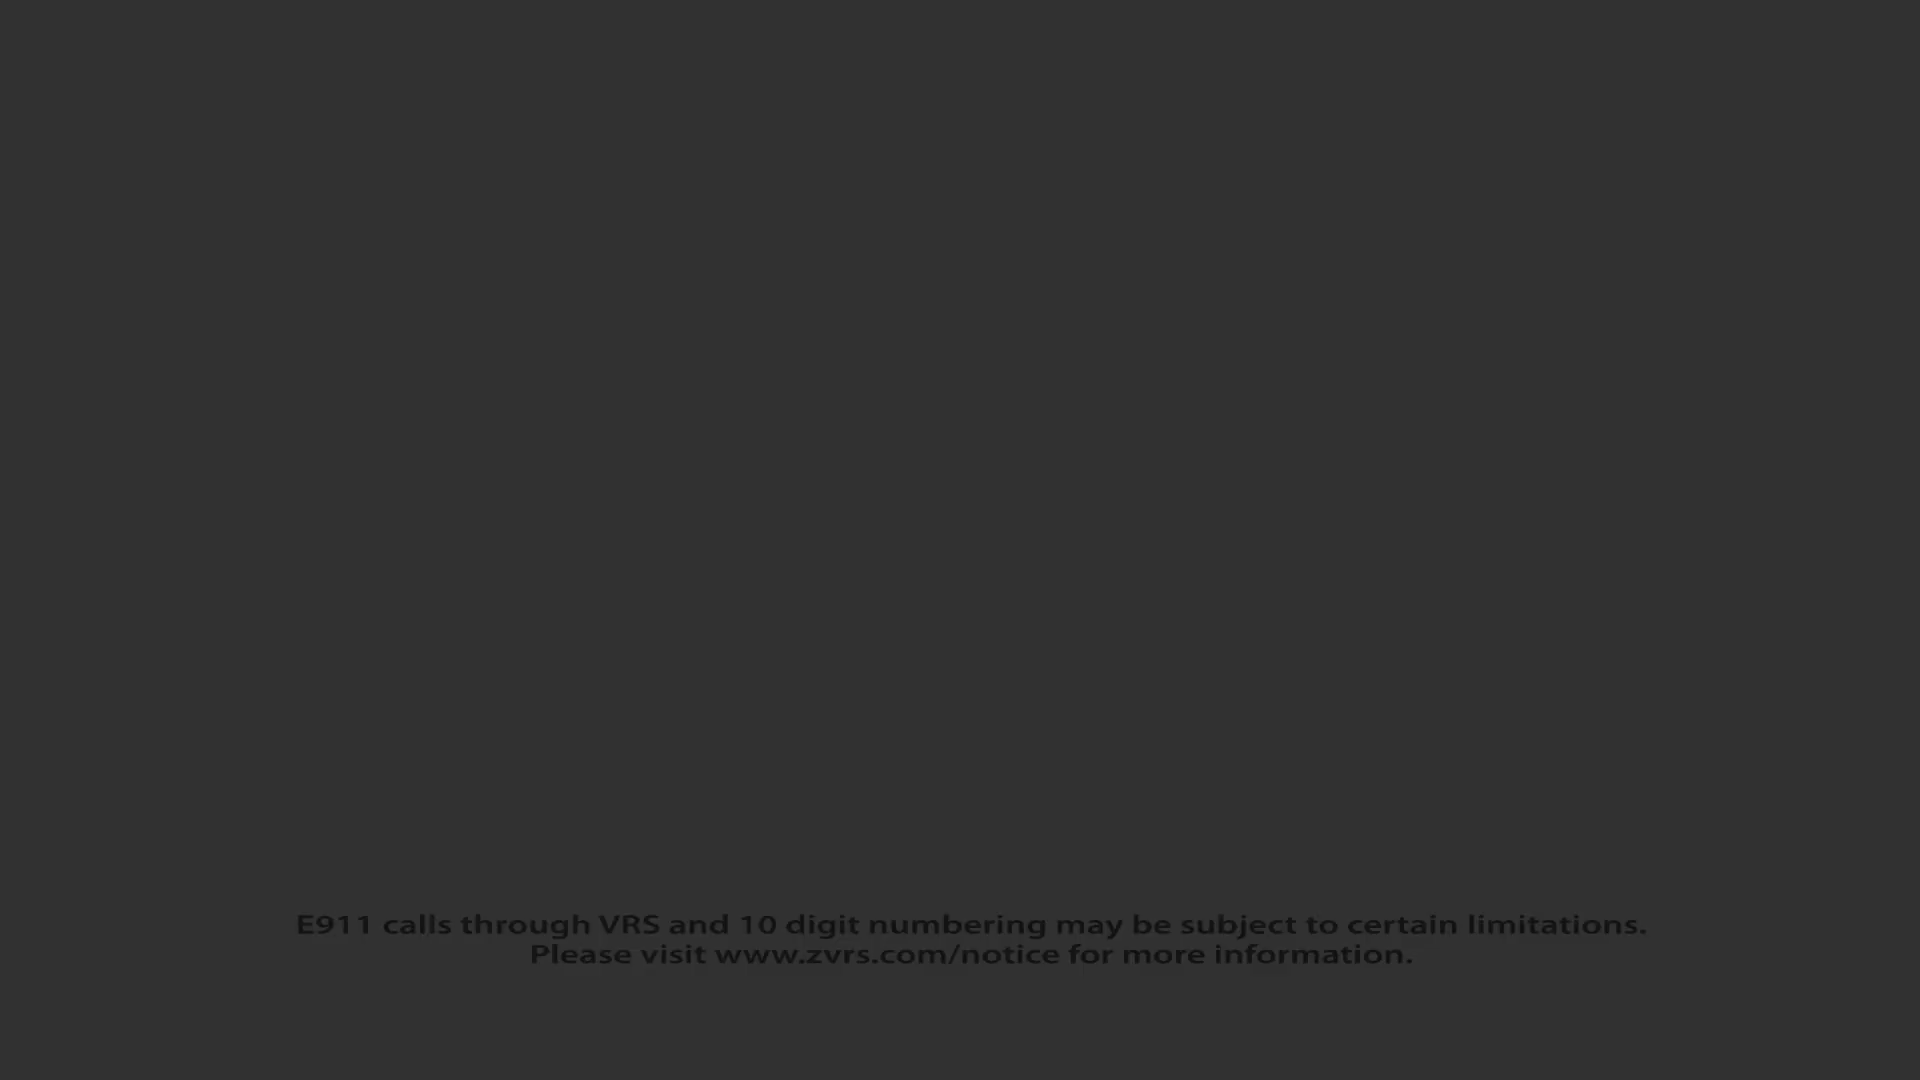 E911 calls through VRS and 10 digit numbering may be subject to certain limitations.
Please visit www.zvrs.com/notice for more information.